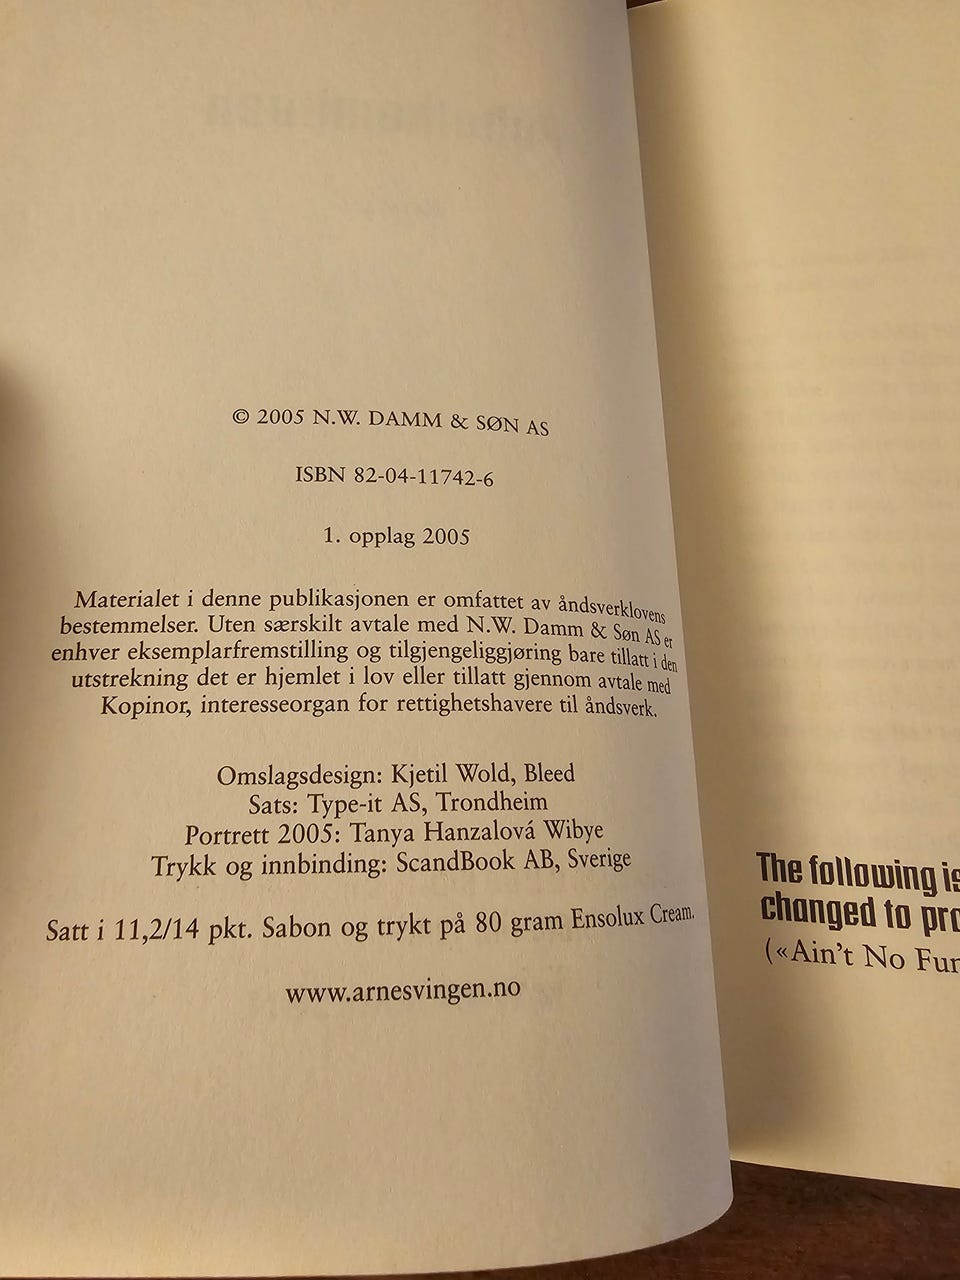 © 2005 N.W. DAMM & SØN AS
ISBN 82-04-11742-6
1. opplag 2005
Materialet i denne publikasjonen er omfattet av åndsverklovens
bestemmelser. Uten særskilt avtale med N.W. Damm & Søn AS er
enhver eksemplarfremstilling og tilgjengeliggjøring bare tillatt i den
utstrekning det er hjemlet i lov eller tillatt gjennom avtale med
Kopinor, interesseorgan for rettighetshavere til åndsverk.
Omslagsdesign: Kjetil Wold, Bleed
Sats: Type-it AS, Trondheim
Portrett 2005: Tanya Hanzalová Wibye
Trykk og innbinding: ScandBook AB, Sverige
Satt i 11,2/14 pkt. Sabon og trykt på 80 gram Ensolux Cream.
www.arnesvingen.no
The following is
changed to pro
(«Ain't No Fun